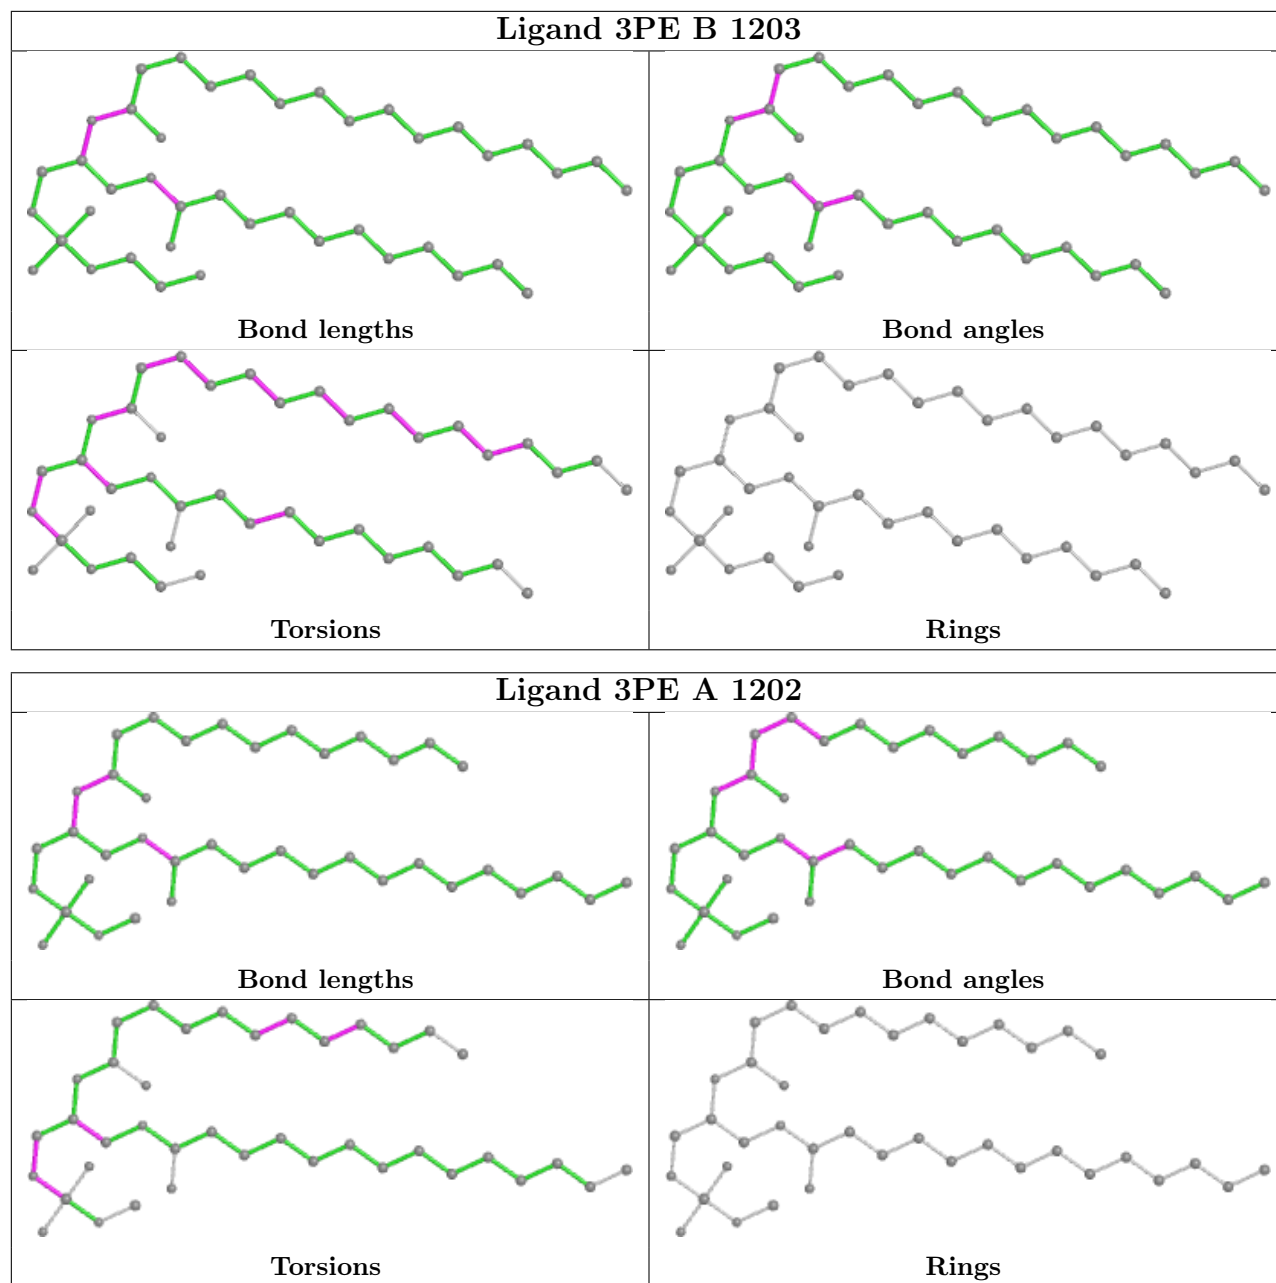 Ligand 3PE B 1203
Bond lengths
Bond angles
Torsions
Rings
Ligand 3PE A 1202
Bond lengths
Bond angles
Torsions
Rings